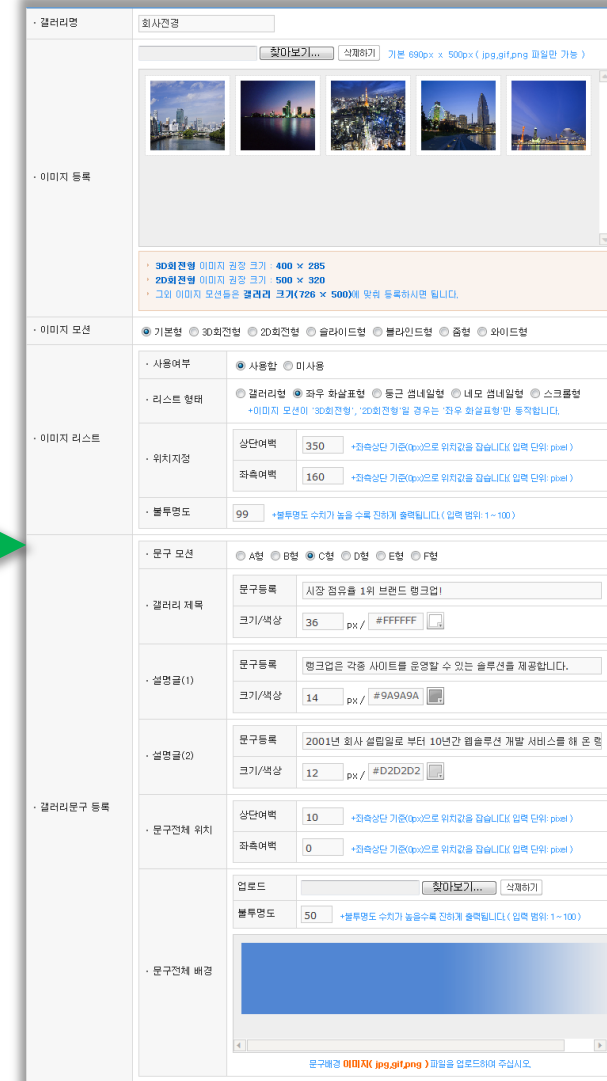 · 갤러리명 회사전경
찾아보기... 삭제하기 기본 690px x 500px ( jpg,gif,png 파일만 가능 )
· 이미지 등록
3D회전형 이미지 권장 크기 : 400 × 285
2D회전형 이미지 권장 크기 : 500 × 320
그외 이미지 모션들은 갤러리 크기(726 × 500)에 맞춰 등록하시면 됩니다.
· 이미지 모션 기본형 3D회전형 2D회전형 슬라이드형 블라인드형 줌형 와이드형
· 이미지 리스트
· 사용여부 사용함 미사용
· 리스트 형태 갤러리형 좌우 화살표형 둥근 썸네일형 네모 썸네일형 스크롤형
+이미지 모션이 '3D회전형', '2D회전형'일 경우는 '좌우 화살표형'만 동작합니다.
· 위치지정
상단여백 350 +좌측상단 기준(0px)으로 위치값을 잡습니다.( 입력 단위: pixel )
좌측여백 160 +좌측상단 기준(0px)으로 위치값을 잡습니다.( 입력 단위: pixel )
· 불투명도 99 +불투명도 수치가 높을 수록 진하게 출력됩니다.( 입력 범위: 1~100 )
· 갤러리문구 등록
· 문구 모션 A형 B형 C형 D형 E형 F형
· 갤러리 제목
문구등록 시장 점유율 1위 브랜드 랭크업!
크기/색상 36 px / #FFFFFF
· 설명글(1)
문구등록 랭크업은 각종 사이트를 운영할 수 있는 솔루션을 제공합니다.
크기/색상 14 px / #9A9A9A
· 설명글(2)
문구등록 2001년 회사 설립일로 부터 10년간 웹솔루션 개발 서비스를 해 온 랭
크기/색상 12 px / #D2D2D2
· 문구전체 위치
상단여백 10 +좌측상단 기준(0px)으로 위치값을 잡습니다.( 입력 단위: pixel )
좌측여백 0 +좌측상단 기준(0px)으로 위치값을 잡습니다.( 입력 단위: pixel )
· 문구전체 배경
업로드 찾아보기... 삭제하기
불투명도 50 +불투명도 수치가 높을수록 진하게 출력됩니다.( 입력 범위: 1~100 )
문구배경 이미지( jpg,gif,png ) 파일을 업로드하여 주십시오.